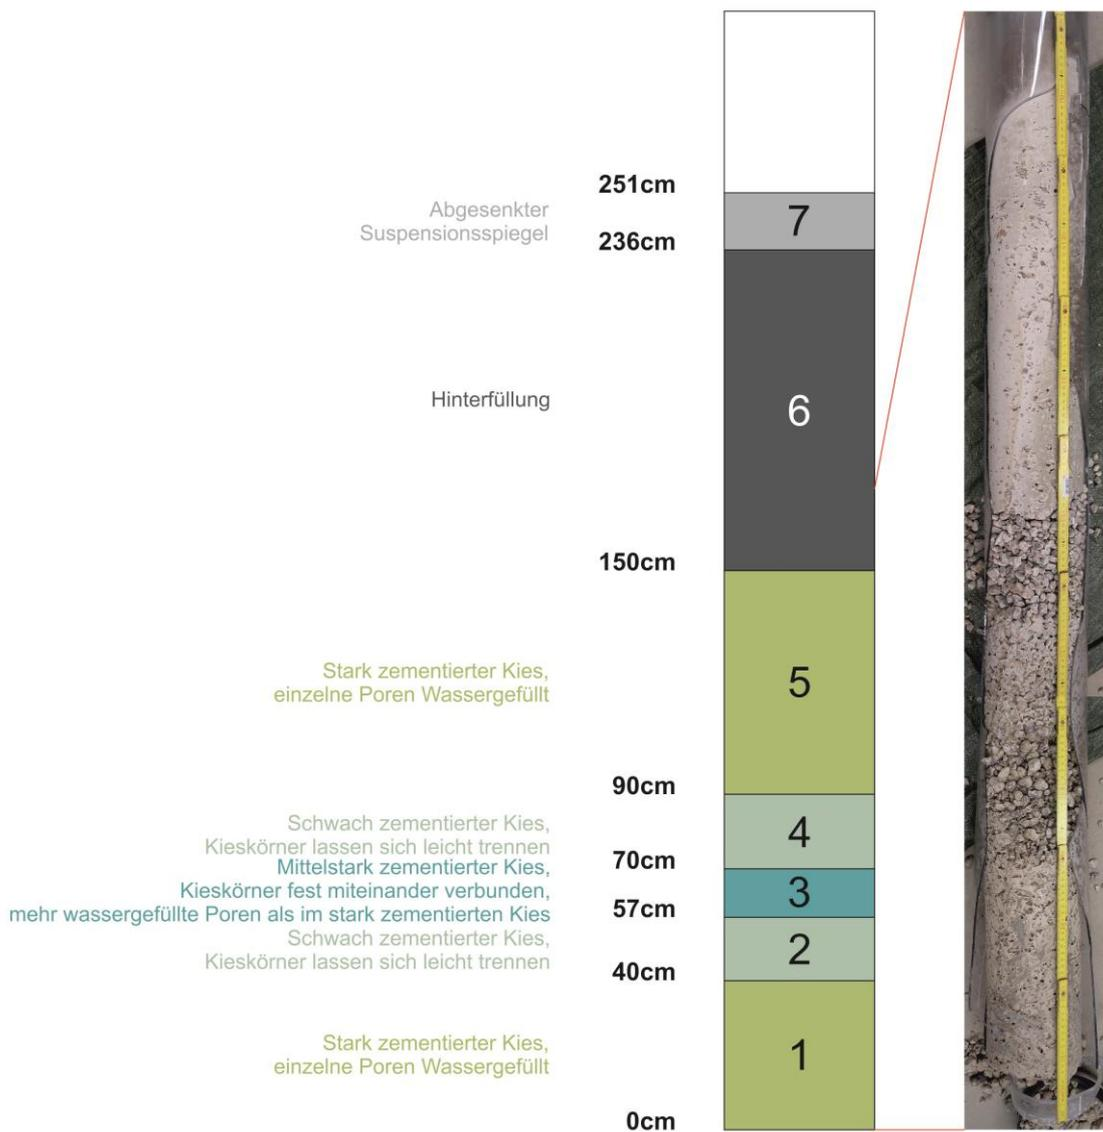 251cm
7
Abgesenkter
Suspensionsspiegel
236cm
Hinterfüllung
6
150cm
Stark zementierter Kies,
einzelne Poren Wassergefüllt
5
90cm
Schwach zementierter Kies,
Kieskörner lassen sich leicht trennen
4
70cm
Mittelstark zementierter Kies,
Kieskörner fest miteinander verbunden,
mehr wassergefüllte Poren als im stark zementierten Kies
3
57cm
Schwach zementierter Kies,
Kieskörner lassen sich leicht trennen
2
40cm
Stark zementierter Kies,
einzelne Poren Wassergefüllt
1
0cm